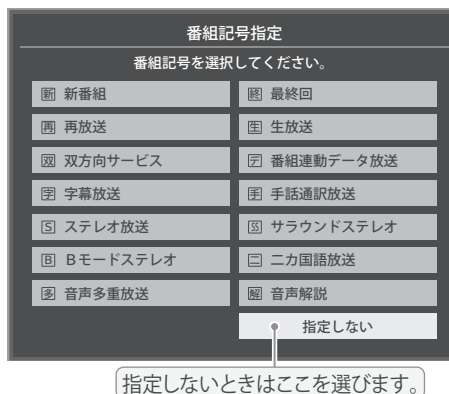 番組記号指定
番組記号を選択してください。
新 新番組
終 最終回
再 再放送
生 生放送
双 双方向サービス
デ 番組連動データ放送
字 字幕放送
手 手話通訳放送
S ステレオ放送
SS サラウンドステレオ
B Bモードステレオ
二 二カ国語放送
多 音声多重放送
解 音声解説
指定しない
指定しないときはここを選びます。